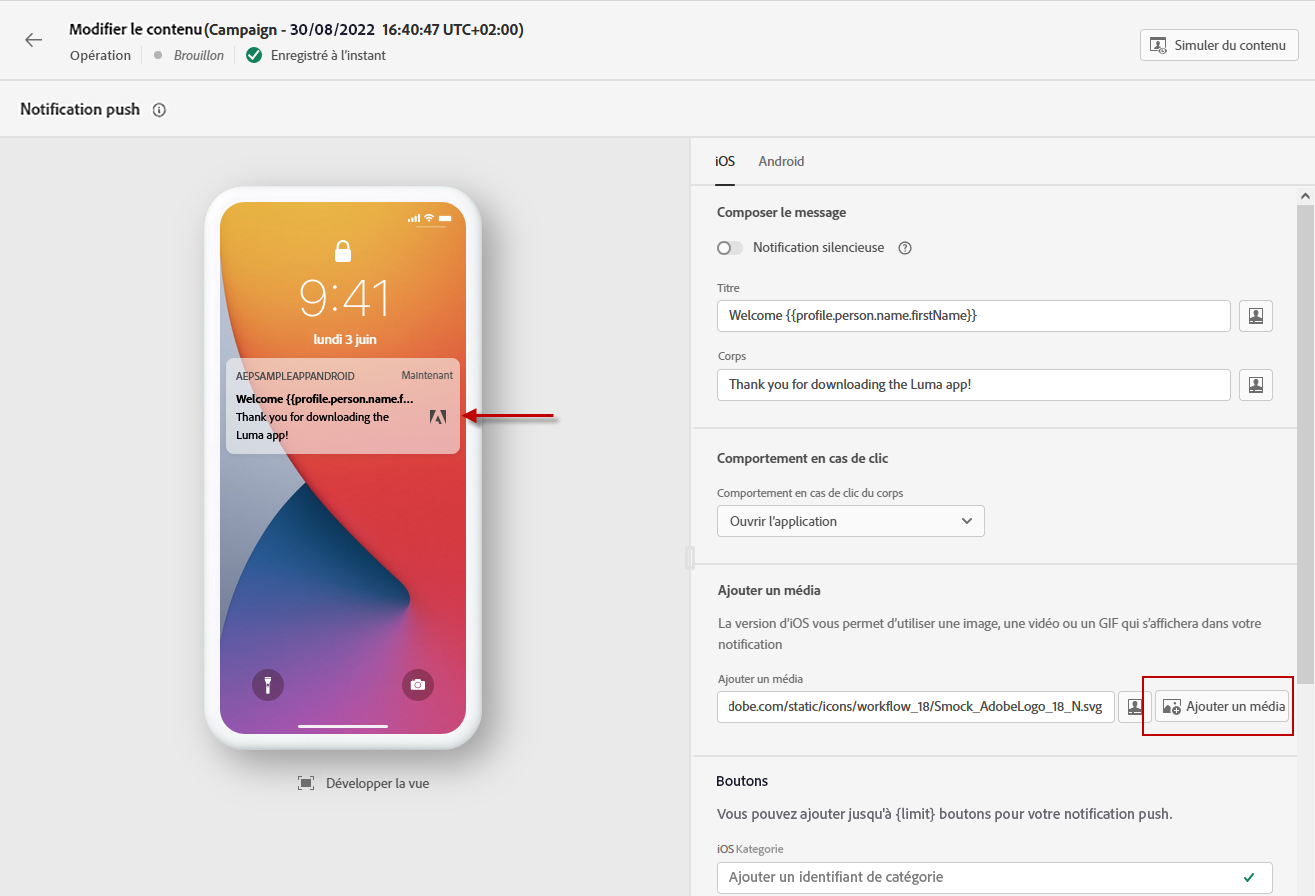 Modifier le contenu (Campaign - 30/08/2022 16:40:47 UTC+02:00)
Opération
Brouillon
Enregistré à l'instant
Simuler du contenu
Notification push
9:41
lundi 3 juin
AEPSAMPLEAPPANDROID
Maintenant
Welcome {{profile.person.name.f...
Thank you for downloading the
Luma app!
Développer la vue
iOS
Android
Composer le message
Notification silencieuse
Titre
Welcome {{profile.person.name.firstName}}
Corps
Thank you for downloading the Luma app!
Comportement en cas de clic
Comportement en cas de clic du corps
Ouvrir l'application
Ajouter un média
La version d'iOS vous permet d'utiliser une image, une vidéo ou un GIF qui s'affichera dans votre
notification
Ajouter un média
dobe.com/static/icons/workflow_18/Smock_AdobeLogo_18_N.svg
Ajouter un média
Boutons
Vous pouvez ajouter jusqu'à {limit} boutons pour votre notification push.
iOS Kategorie
Ajouter un identifiant de catégorie